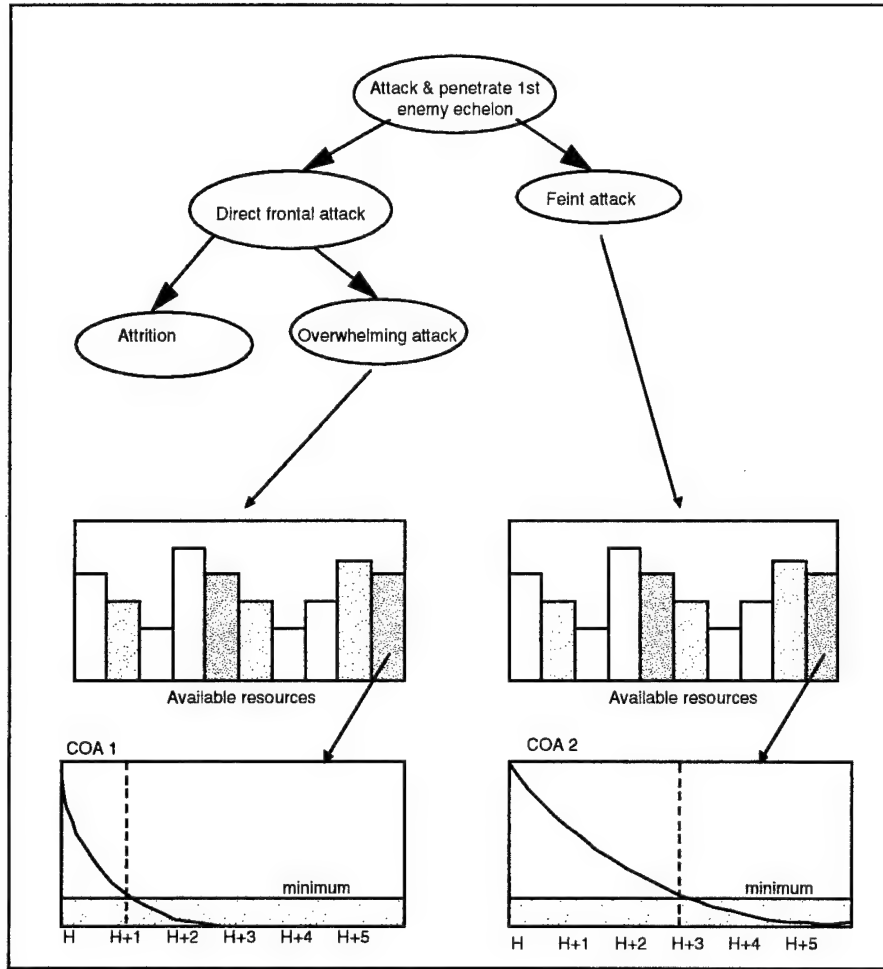 Attack & penetrate 1st
enemy echelon
Direct frontal attack
Feint attack
Attrition
Overwhelming attack
Available resources
Available resources
COA 1
minimum
H H+1 H+2 H+3 H+4 H+5
COA 2
minimum
H H+1 H+2 H+3 H+4 H+5